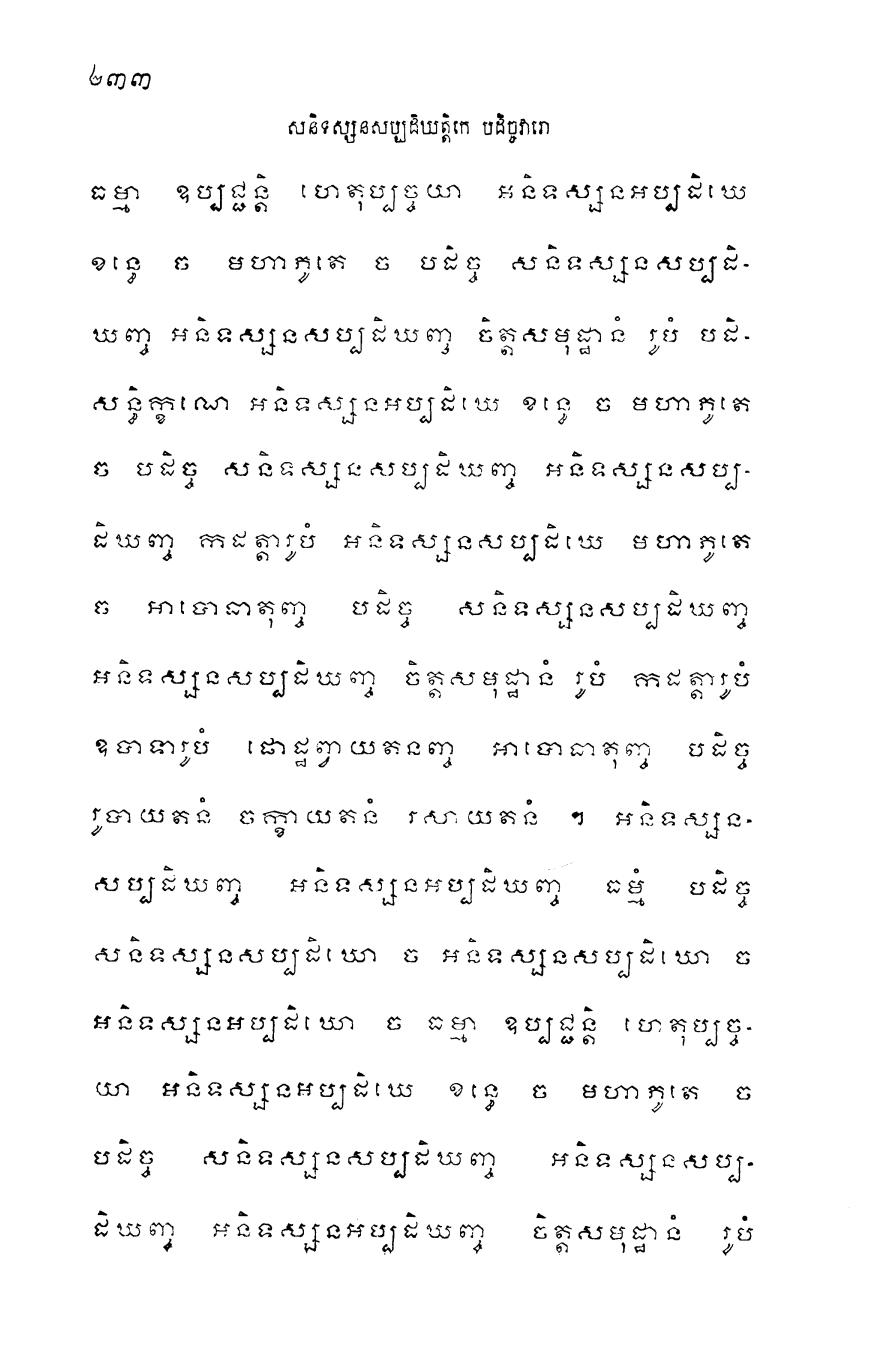 ២៣៣
សនិទស្សនសប្បដិឃត្តិកេ បដិច្ចវារោ
ធម្មា ឧប្បជ្ជន្តិ ហេតុប្បច្ចយា អនិទស្សនអប្បដិឃេ
ខន្ធេ ច មហាភូតេ ច បដិច្ច សនិទស្សនសប្បដិ-
ឃញ្ច អនិទស្សនសប្បដិឃញ្ច ចិត្តសមុដ្ឋានំ រូបំ បដិ-
សន្ធិក្ខណេ អនិទស្សនអប្បដិឃេ ខន្ធេ ច មហាភូតេ
ច បដិច្ច សនិទស្សនសប្បដិឃញ្ច អនិទស្សនសប្ប-
ដិឃញ្ច កដត្តារូបំ អនិទស្សនសប្បដិឃេ មហាភូតេ
ច អាបោធាតុញ្ច បដិច្ច សនិទស្សនសប្បដិឃញ្ច
អនិទស្សនសប្បដិឃញ្ច ចិត្តសមុដ្ឋានំ រូបំ កដត្តារូបំ
ឧបាទារូបំ ផោដ្ឋព្វាយតនញ្ច អាបោធាតុញ្ច បដិច្ច
រូបាយតនំ ចក្ខាយតនំ រសាយតនំ ។ អនិទស្សន-
សប្បដិឃញ្ច អនិទស្សនអប្បដិឃញ្ច ធម្មំ បដិច្ច
សនិទស្សនសប្បដិឃោ ច អនិទស្សនសប្បដិឃោ ច
អនិទស្សនអប្បដិឃោ ច ធម្មា ឧប្បជ្ជន្តិ ហេតុប្បច្ច-
យា អនិទស្សនអប្បដិឃេ ខន្ធេ ច មហាភូតេ ច
បដិច្ច សនិទស្សនសប្បដិឃញ្ច អនិទស្សនសប្ប-
ដិឃញ្ច អនិទស្សនអប្បដិឃញ្ច ចិត្តសមុដ្ឋានំ រូបំ